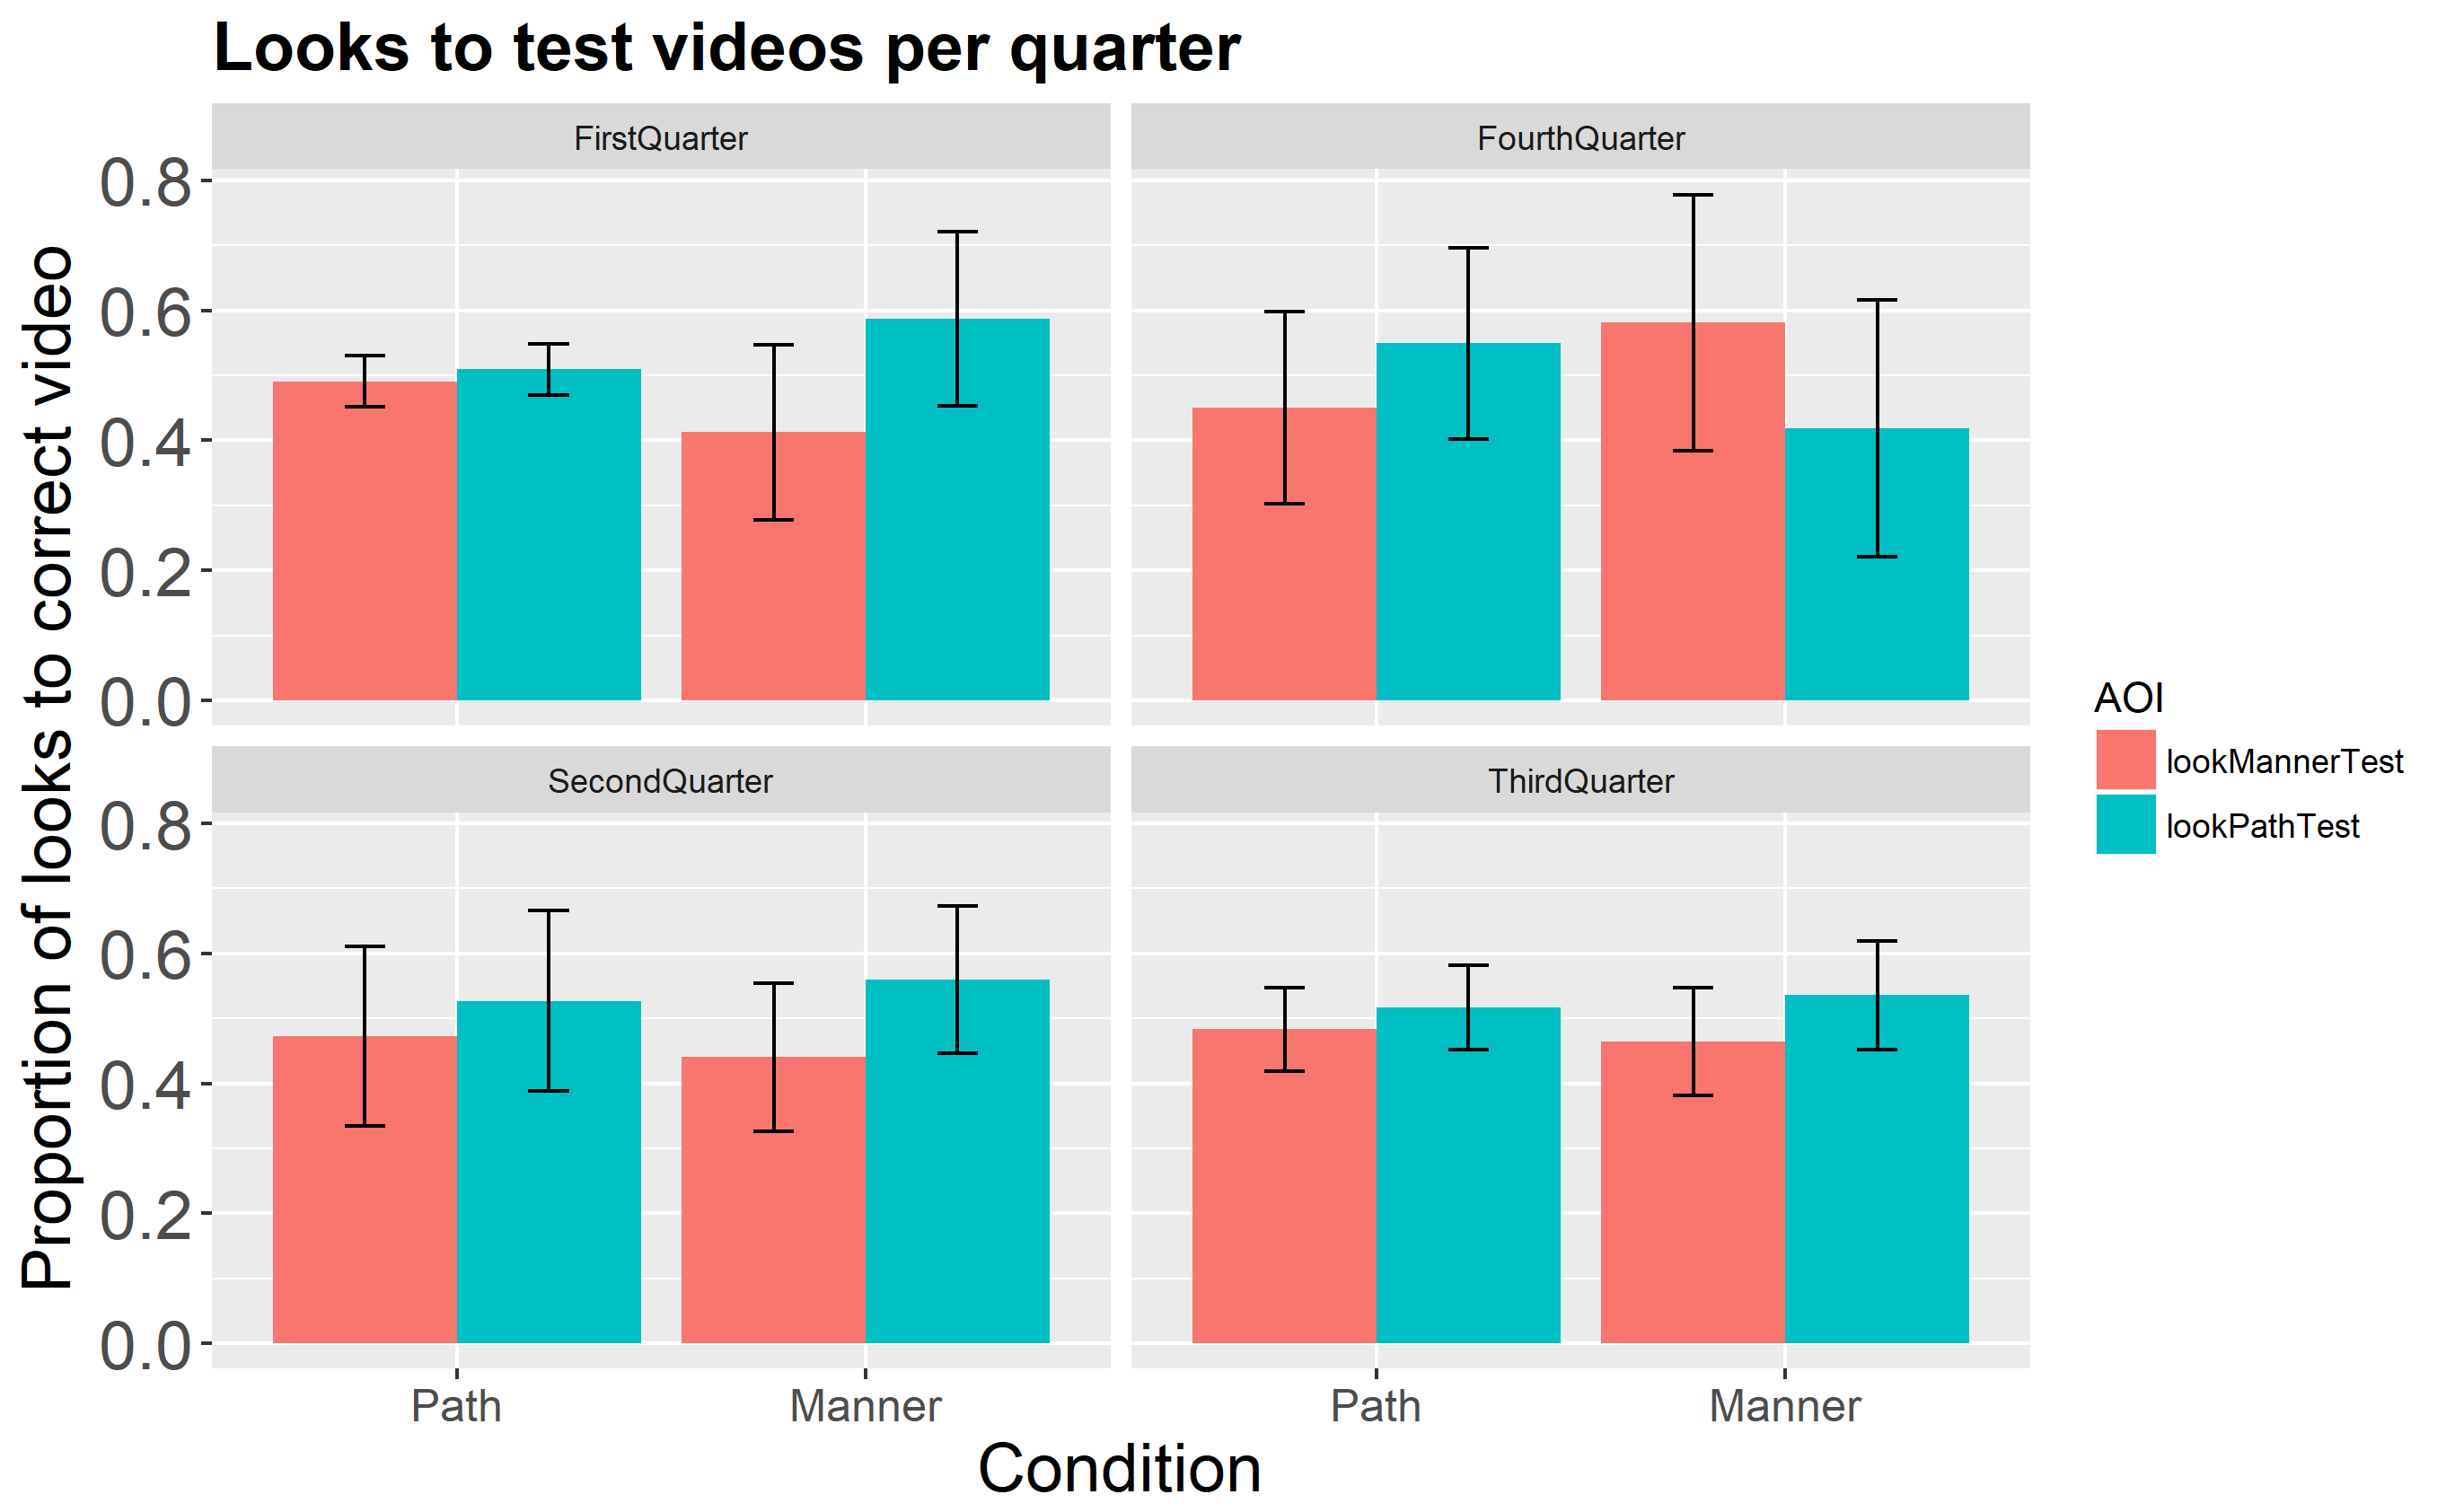 Looks to test videos per quarter
Proportion of looks to correct video
FirstQuarter
0.8
0.6
0.4
0.2
0.0
FourthQuarter
SecondQuarter
0.8
0.6
0.4
0.2
0.0
ThirdQuarter
Path
Manner
Path
Manner
Condition
AOI
lookMannerTest
lookPathTest